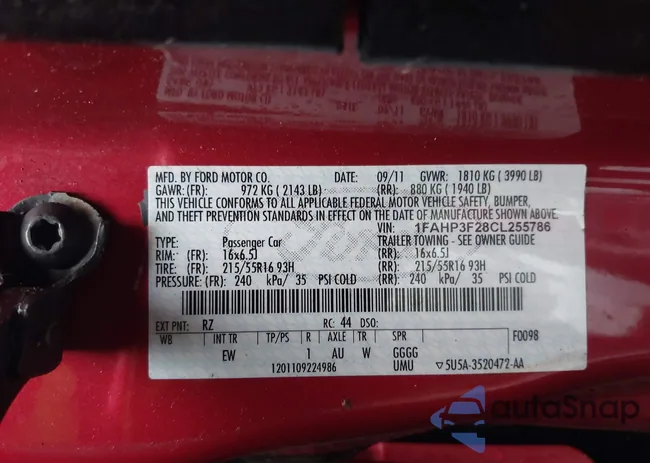 MFD. BY FORD MOTOR CO. DATE: 09/11 GVWR: 1810 KG ( 3990 LB)
GAWR: (FR): 972 KG ( 2143 LB) (RR): 880 KG ( 1940 LB)
THIS VEHICLE CONFORMS TO ALL APPLICABLE FEDERAL MOTOR VEHICLE SAFETY, BUMPER,
AND THEFT PREVENTION STANDARDS IN EFFECT ON THE DATE OF MANUFACTURE SHOWN ABOVE.
VIN: 1FAHP3F28CL255786
TYPE: Passenger Car TRAILER TOWING - SEE OWNER GUIDE
RIM: (FR): 16x6.5J (RR): 16x6.5J
TIRE: (FR): 215/55R16 93H (RR): 215/55R16 93H
PRESSURE: (FR): 240 kPa/ 35 PSI COLD (RR): 240 kPa/ 35 PSI COLD
EXT PNT: RZ RC: 44 DSO:
WB INT TR TP/PS R AXLE TR SPR F0098
EW 1 AU W GGGG
1201109224986 UMU ▽5U5A-3520472-AA
autoSnap